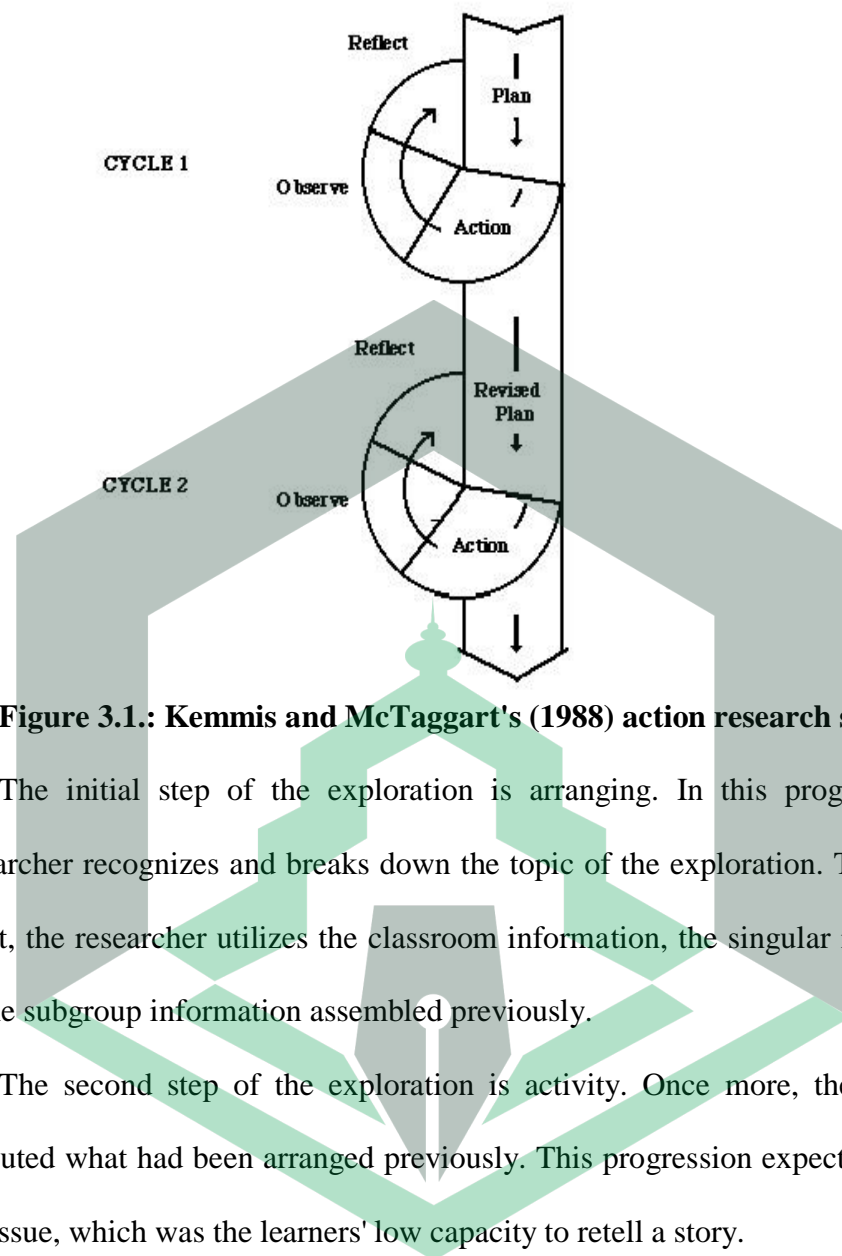 Reflect
Plan
CYCLE 1
Observe
Action
Reflect
Revised
Plan
CYCLE 2
Observe
Action
Figure 3.1.: Kemmis and McTaggart's (1988) action research s
The initial step of the exploration is arranging. In this prog
archer recognizes and breaks down the topic of the exploration. T
t, the researcher utilizes the classroom information, the singular
e subgroup information assembled previously.
The second step of the exploration is activity. Once more, the
uted what had been arranged previously. This progression expect
issue, which was the learners' low capacity to retell a story.